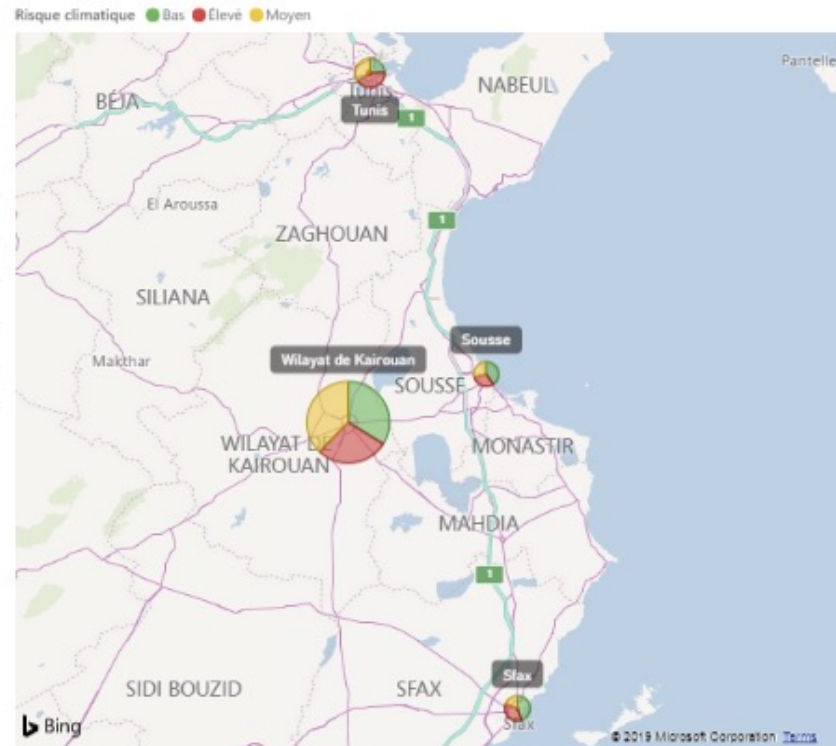 Risque climatique Bas Élevé Moyen
Pantelle
NABEUL
BÉJA
Tunis
Tunis
1
El Aroussa
1
ZAGHOUAN
SILIANA
Sousse
Makthar
Wilayat de Kairouan
SOUSSE
WILAYAT DE
KAIROUAN
MONASTIR
MAHDIA
1
Sfax
SIDI BOUZID
SFAX
Sfax
Bing
© 2019 Microsoft Corporation Terms